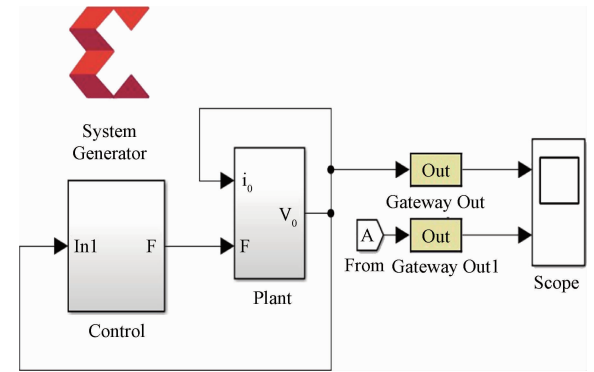 System
Generator
In1
F
Control
i0
V0
F
Plant
Out
Gateway Out
A
Out
From
Gateway Out1
Scope